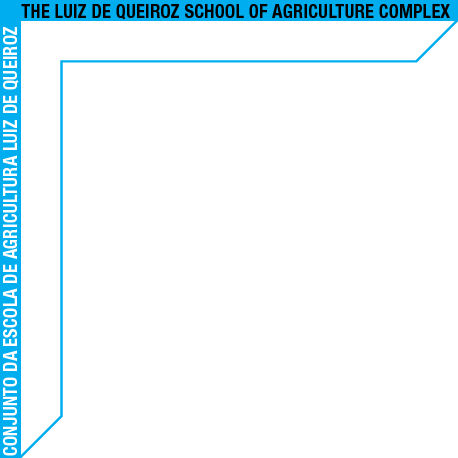 THE LUIZ DE QUEIROZ SCHOOL OF AGRICULTURE COMPLEX
CONJUNTO DA ESCOLA DE AGRICULTURA LUIZ DE QUEIROZ